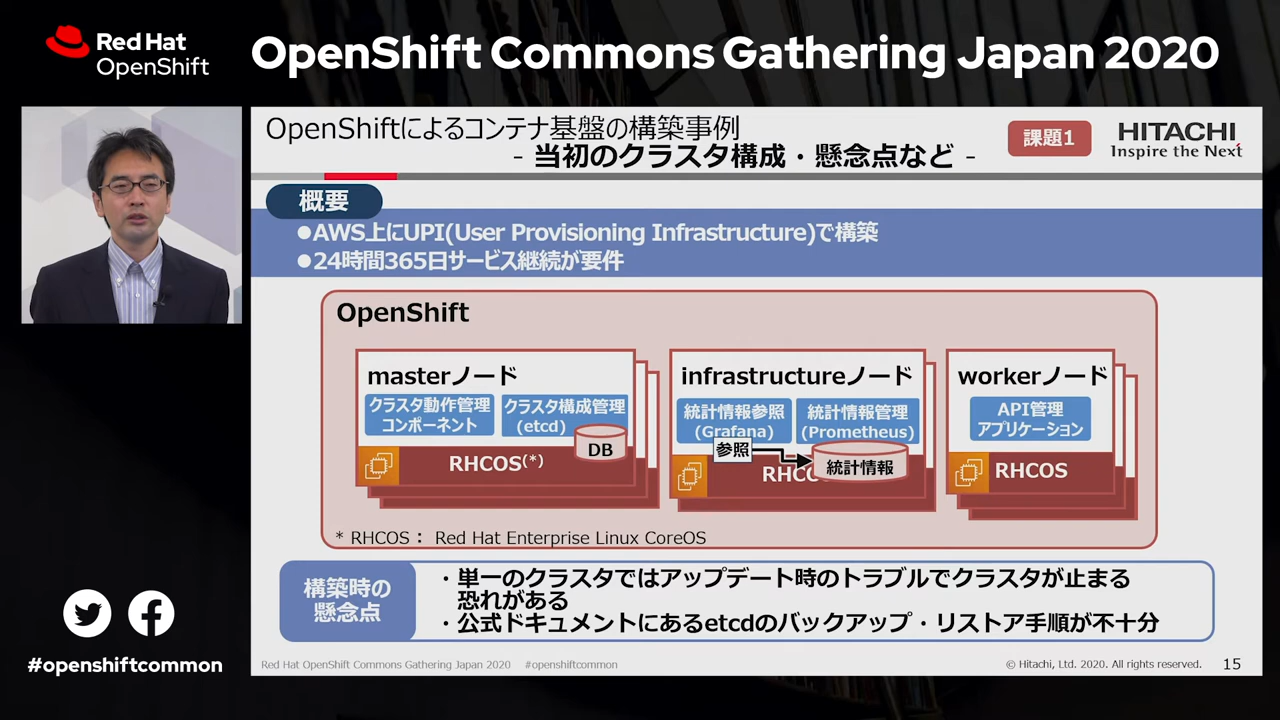 Red Hat
OpenShift
OpenShift Commons Gathering Japan 2020
OpenShiftによるコンテナ基盤の構築事例
- 当初のクラスタ構成・懸念点など -
課題1
HITACHI
Inspire the Next
概要
●AWS上にUPI(User Provisioning Infrastructure)で構築
●24時間365日サービス継続が要件
OpenShift
masterノード
クラスタ動作管理
コンポーネント
クラスタ構成管理
(etcd)
DB
RHCOS(*)
infrastructureノード
統計情報参照
(Grafana)
統計情報管理
(Prometheus)
参照
統計情報
RHCO
workerノード
API管理
アプリケーション
RHCOS
* RHCOS： Red Hat Enterprise Linux CoreOS
構築時の
懸念点
・単一のクラスタではアップデート時のトラブルでクラスタが止まる
恐れがある
・公式ドキュメントにあるetcdのバックアップ・リストア手順が不十分
#openshiftcommon
Red Hat OpenShift Commons Gathering Japan 2020 #openshiftcommon
© Hitachi, Ltd. 2020. All rights reserved.
15